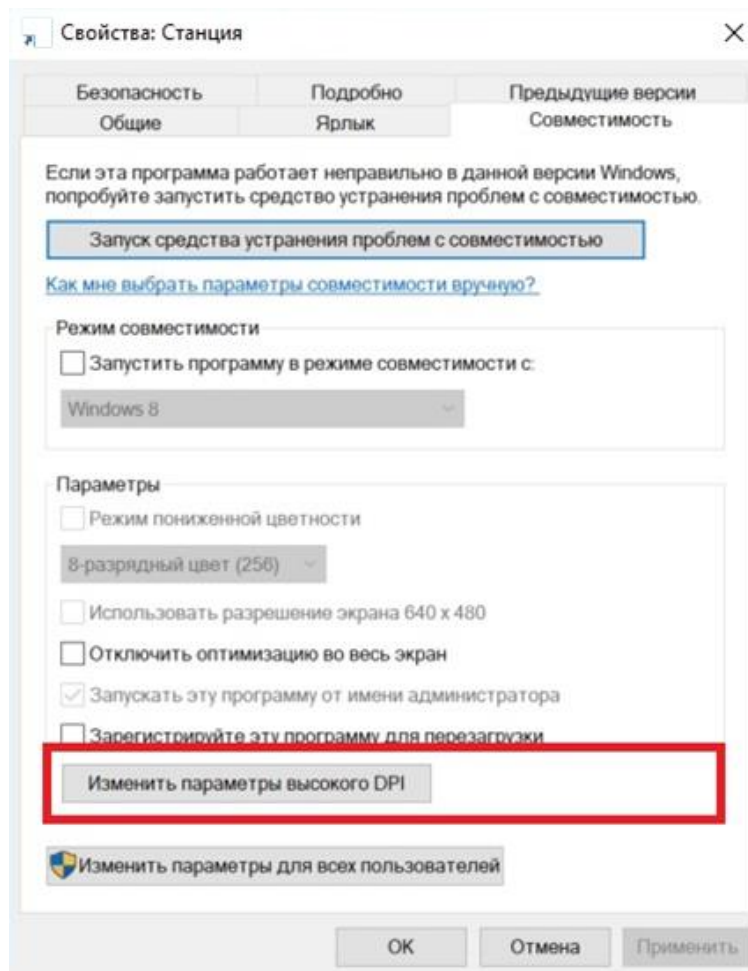 Свойства: Станция
Безопасность Подробно Предыдущие версии
Общие Ярлык Совместимость
Если эта программа работает неправильно в данной версии Windows,
попробуйте запустить средство устранения проблем с совместимостью.
Запуск средства устранения проблем с совместимостью
Как мне выбрать параметры совместимости вручную?
Режим совместимости
Запустить программу в режиме совместимости с:
Windows 8
Параметры
Режим пониженной цветности
8-разрядный цвет (256)
Использовать разрешение экрана 640 x 480
Отключить оптимизацию во весь экран
Запускать эту программу от имени администратора
Зарегистрируйте эту программу для перезагрузки
Изменить параметры высокого DPI
Изменить параметры для всех пользователей
ОК Отмена Применить